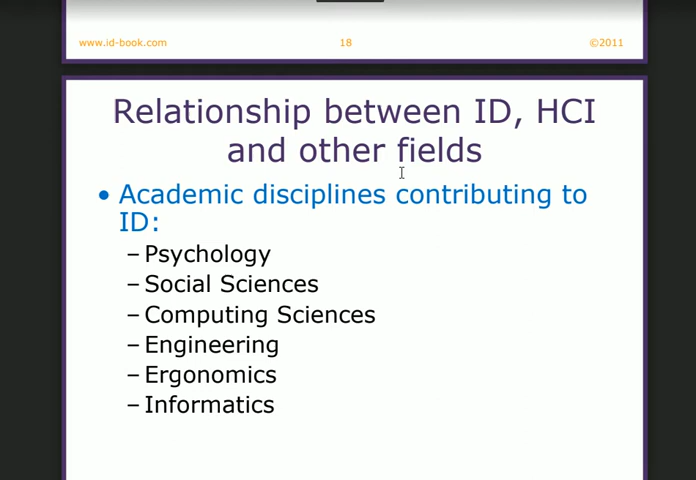 www.id-book.com 18 ©2011
Relationship between ID, HCI
and other fields
• Academic disciplines contributing to
ID:
– Psychology
– Social Sciences
– Computing Sciences
– Engineering
– Ergonomics
– Informatics